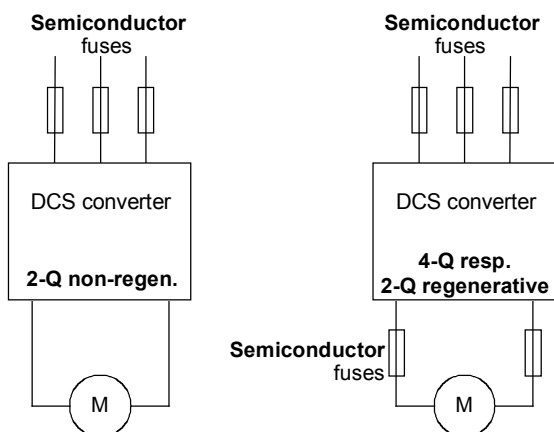 Semiconductor
fuses
DCS converter
2-Q non-regen.
M
Semiconductor
fuses
DCS converter
4-Q resp.
2-Q regenerative
Semiconductor
fuses
M